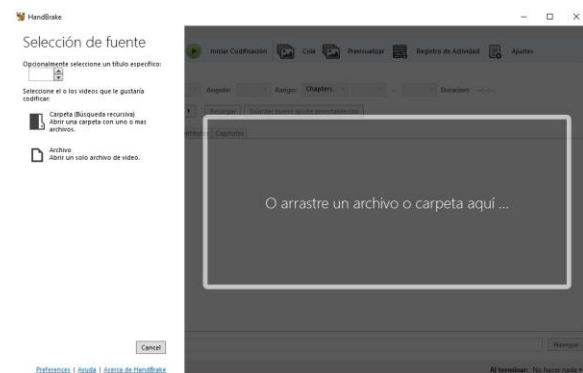 HandBrake
Selección de fuente
Opcionalmente seleccione un título específico:
Seleccione el o los videos que le gustaría
codificar:
Carpeta (Búsqueda recursiva)
Abrir una carpeta con uno o mas
archivos.
Archivo
Abrir un solo archivo de video.
Cancel
Preferences | Ayuda | Acerca de HandBrake
Iniciar Codificación Cola Previsualizar Registro de Actividad Ajustes
Angulo: Rango: Chapters - Duracion: --:--:--
Recargar Guardar nuevo ajuste preestablecido
Capítulos
O arrastre un archivo o carpeta aquí ...
Navegar
Al terminar: No hacer nada